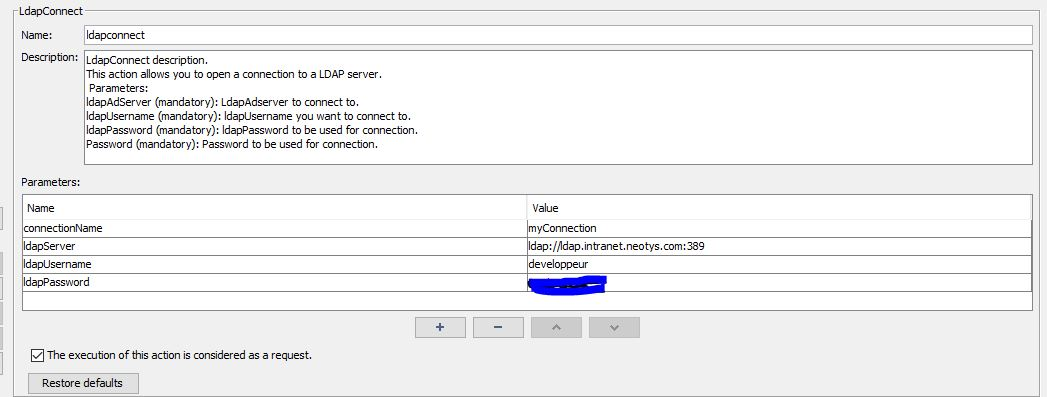 LdapConnect
Name: ldapconnect
Description: LdapConnect description.
This action allows you to open a connection to a LDAP server.
Parameters:
ldapAdServer (mandatory): LdapAdserver to connect to.
ldapUsername (mandatory): ldapUsername you want to connect to.
ldapPassword (mandatory): ldapPassword to be used for connection.
Password (mandatory): Password to be used for connection.
Parameters:
Name Value
connectionName myConnection
ldapServer ldap://ldap.intranet.neotys.com:389
ldapUsername developpeur
ldapPassword
+ −
The execution of this action is considered as a request.
Restore defaults